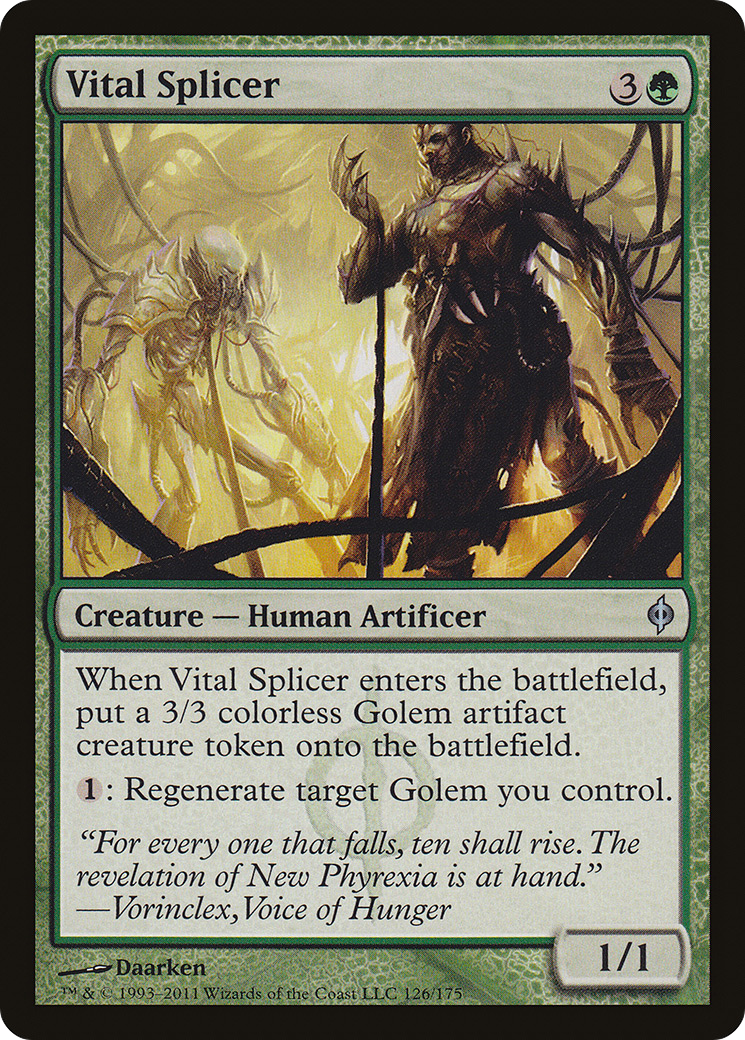 Vital Splicer 3
Creature — Human Artificer
When Vital Splicer enters the battlefield,
put a 3/3 colorless Golem artifact
creature token onto the battlefield.
1: Regenerate target Golem you control.
“For every one that falls, ten shall rise. The
revelation of New Phyrexia is at hand.”
—Vorinclex, Voice of Hunger
1/1
Daarken
™ & © 1993–2011 Wizards of the Coast LLC 126/175